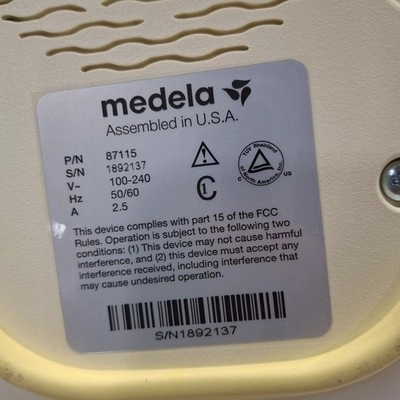 medela
Assembled in U.S.A.
P/N 87115
S/N 1892137
V~ 100-240
Hz 50/60
A 2.5
TÜV Rheinland
of North America, Inc.
C US
C1
This device complies with part 15 of the FCC
Rules. Operation is subject to the following two
conditions: (1) This device may not cause harmful
interference, and (2) this device must accept any
interference received, including interference that
may cause undesired operation.
S/N1892137